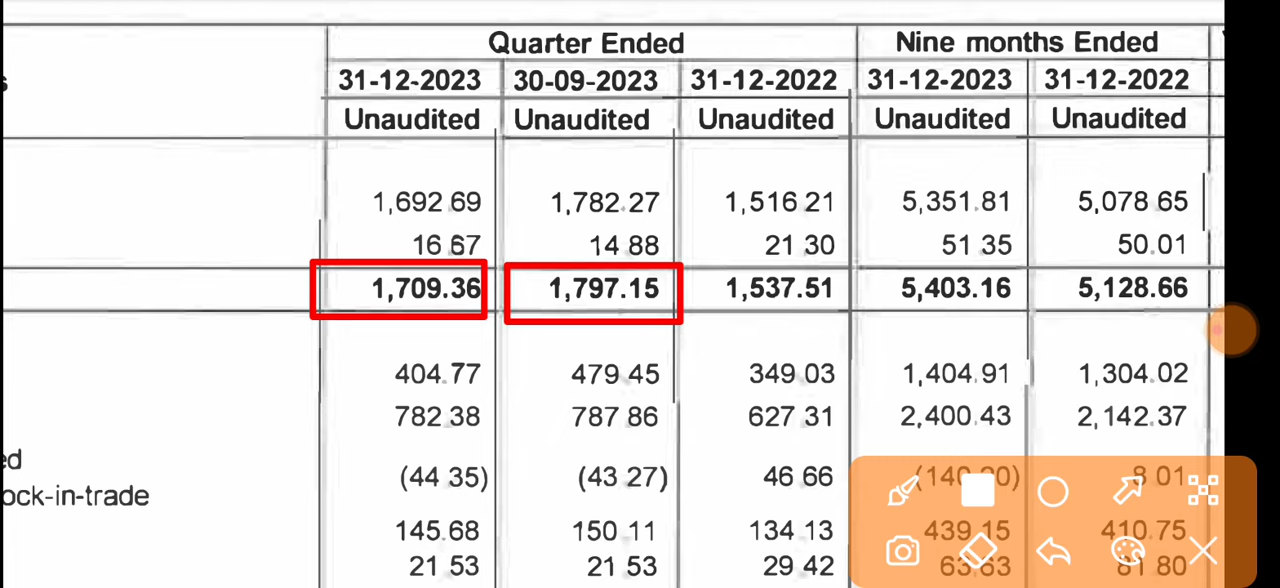 Quarter Ended Nine months Ended
s 31-12-2023 30-09-2023 31-12-2022 31-12-2023 31-12-2022
Unaudited Unaudited Unaudited Unaudited Unaudited
1,692.69 1,782.27 1,516.21 5,351.81 5,078.65
16.67 14.88 21.30 51.35 50.01
1,709.36 1,797.15 1,537.51 5,403.16 5,128.66
404.77 479.45 349.03 1,404.91 1,304.02
782.38 787.86 627.31 2,400.43 2,142.37
ed
(44.35) (43.27) 46.66 8.01
ock-in-trade
145.68 150.11 134.13 439.15 410.75
21.53 21.53 29.42 63.63 81.80